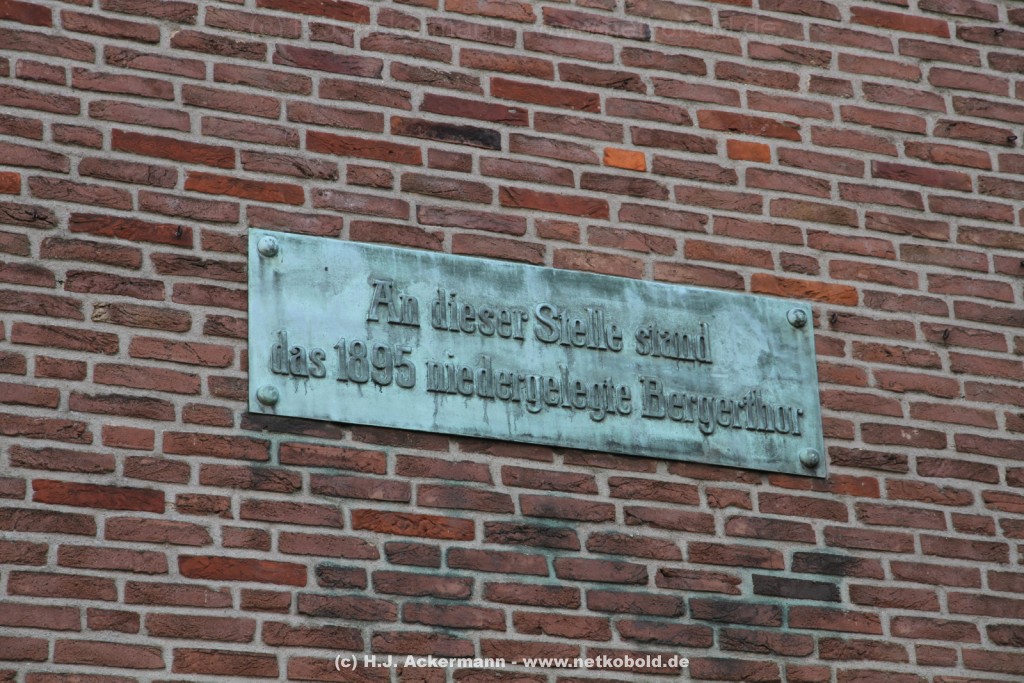 An dieser Stelle stand
das 1895 niedergelegte Bergerthor
(c) H.J. Ackermann - www.netkobold.de